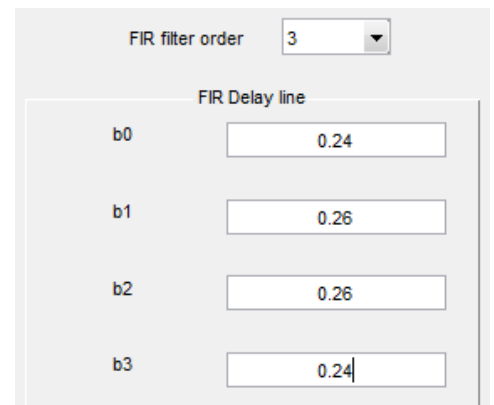 FIR filter order 3
FIR Delay line
b0 0.24
b1 0.26
b2 0.26
b3 0.24